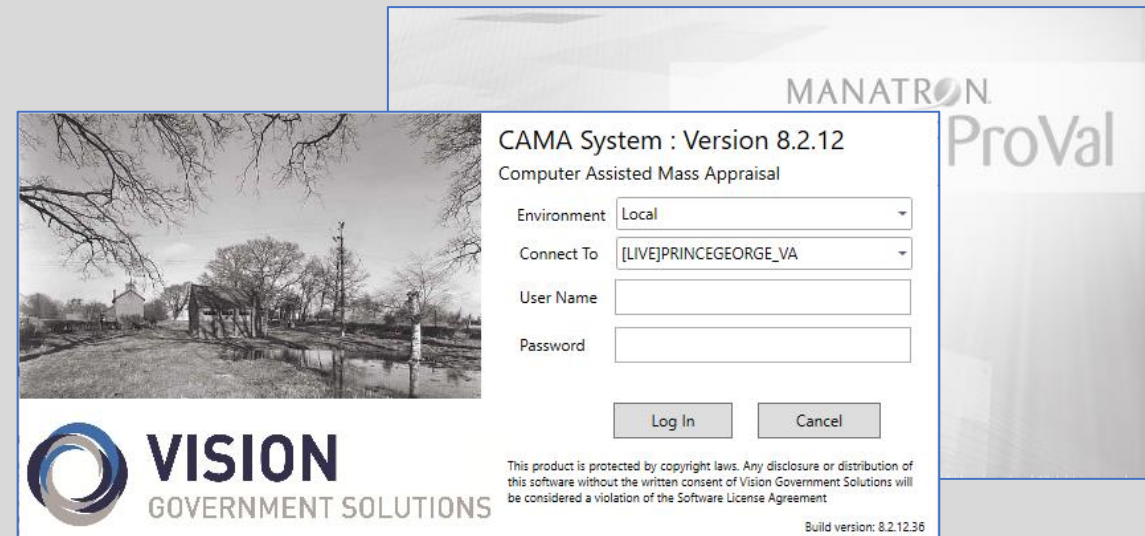 MANATRON
ProVal
CAMA System : Version 8.2.12
Computer Assisted Mass Appraisal
Environment Local
Connect To [LIVE]PRINCEGEORGE_VA
User Name
Password
Log In Cancel
VISION
GOVERNMENT SOLUTIONS
This product is protected by copyright laws. Any disclosure or distribution of
this software without the written consent of Vision Government Solutions will
be considered a violation of the Software License Agreement
Build version: 8.2.12.36